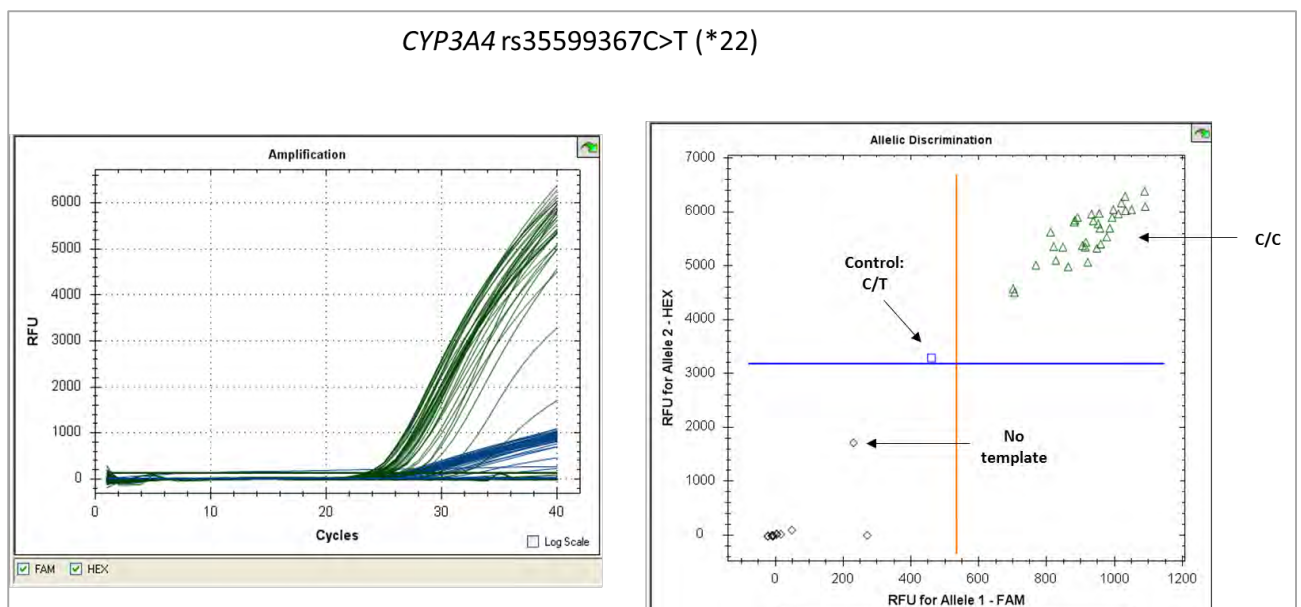 CYP3A4 rs35599367C>T (*22)
Amplification
6000
5000
4000
3000
2000
1000
0
RFU
0 10 20 30 40
Cycles
Log Scale
FAM HEX
Allelic Discrimination
7000
6000
5000
4000
3000
2000
1000
0
RFU for Allele 2 - HEX
C/C
Control:
C/T
No
template
0 200 400 600 800 1000 1200
RFU for Allele 1 - FAM